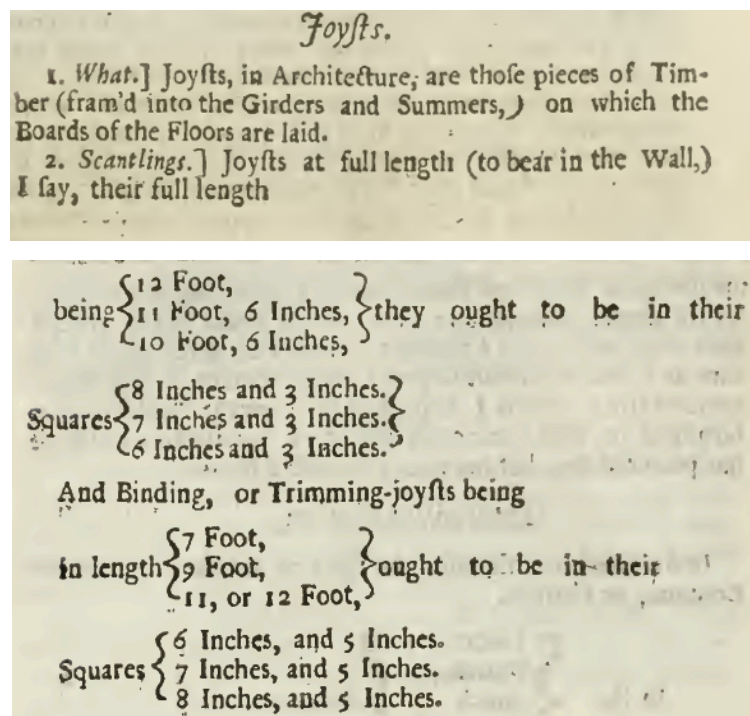 Joyſts.
1. What.] Joyſts, in Architecture, are thoſe pieces of Tim-
ber (fram'd into the Girders and Summers,) on which the
Boards of the Floors are laid.
2. Scantlings.] Joyſts at full length (to bear in the Wall,)
I ſay, their full length
12 Foot,
being 11 Foot, 6 Inches, they ought to be in their
10 Foot, 6 Inches,
8 Inches and 3 Inches.
Squares 7 Inches and 3 Inches.
6 Inches and 3 Inches.
And Binding, or Trimming-joyſts being
7 Foot,
in length 9 Foot, ought to be in their
11, or 12 Foot,
6 Inches, and 5 Inches.
Squares 7 Inches, and 5 Inches.
8 Inches, and 5 Inches.